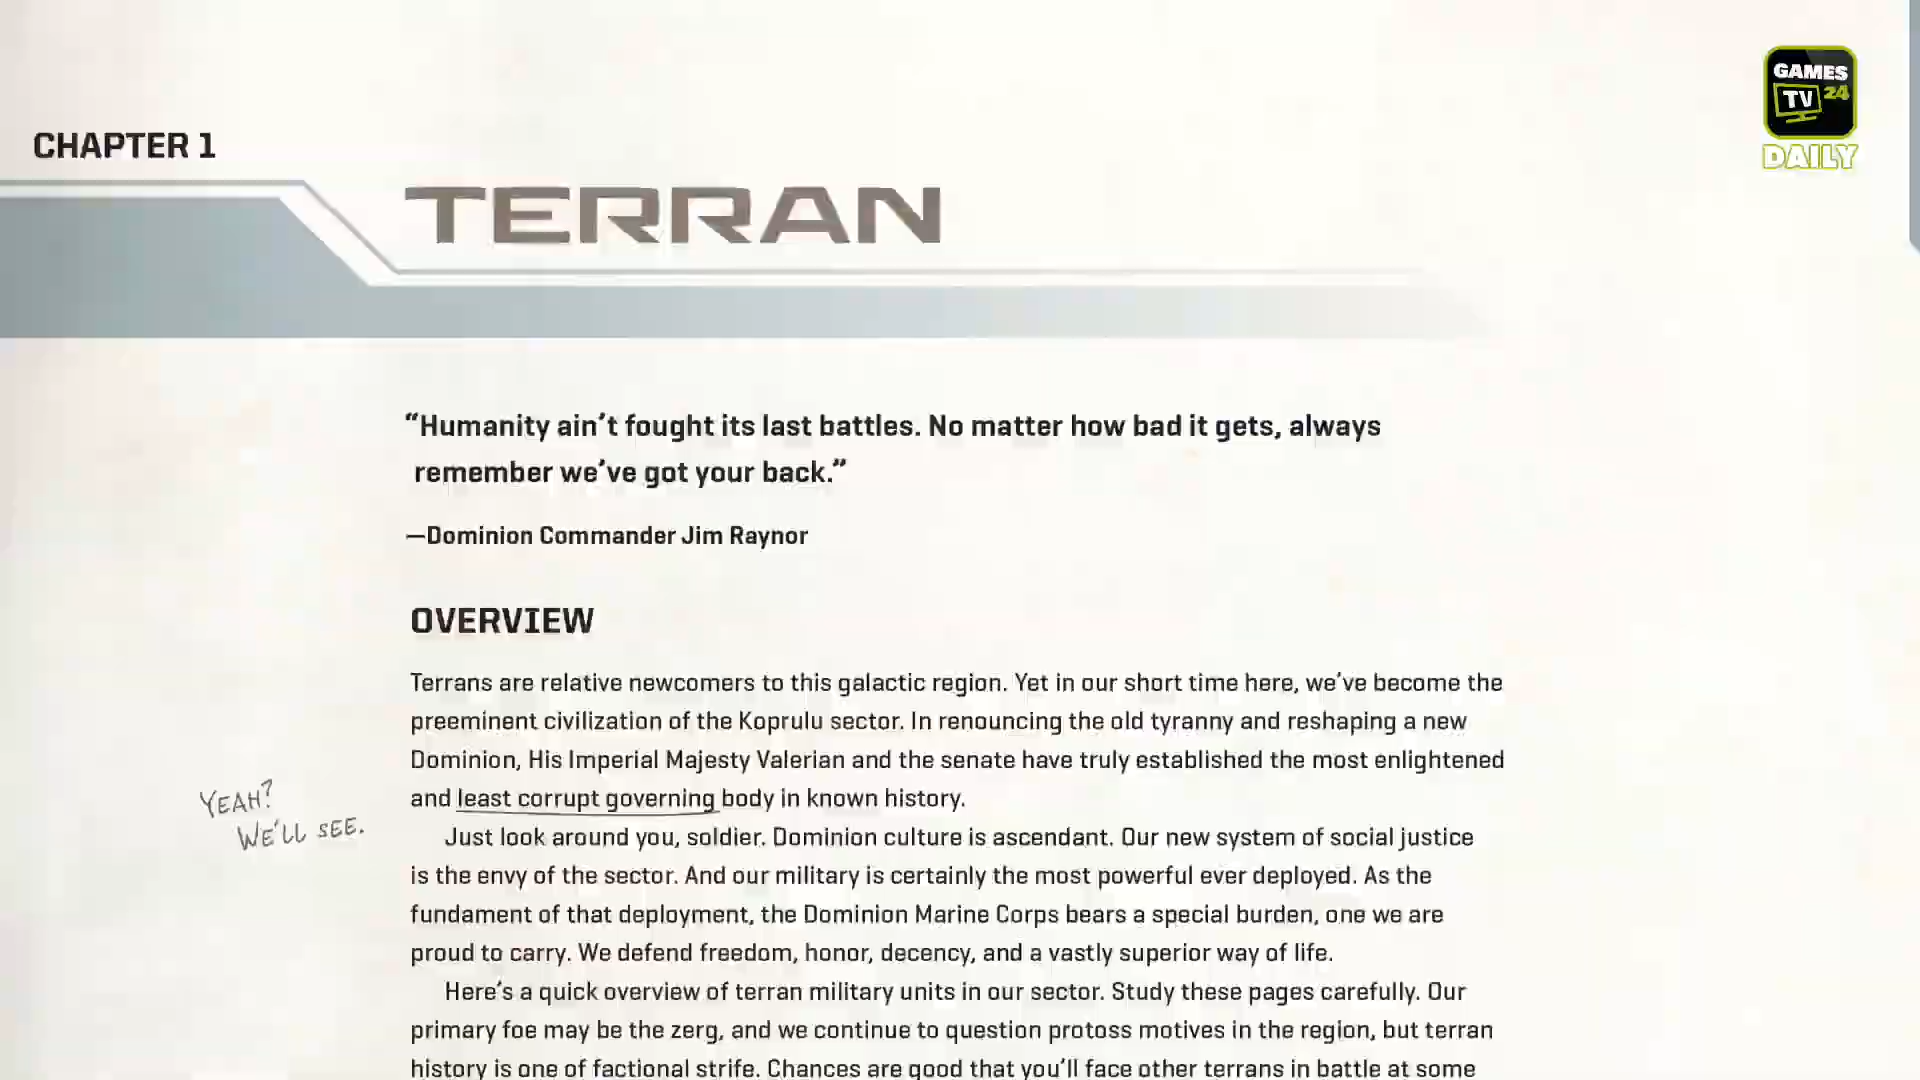 GAMES
TV 24
DAILY
CHAPTER 1
TERRAN
“Humanity ain’t fought its last battles. No matter how bad it gets, always
remember we’ve got your back.”
—Dominion Commander Jim Raynor
OVERVIEW
Terrans are relative newcomers to this galactic region. Yet in our short time here, we’ve become the
preeminent civilization of the Koprulu sector. In renouncing the old tyranny and reshaping a new
Dominion, His Imperial Majesty Valerian and the senate have truly established the most enlightened
and least corrupt governing body in known history.
YEAH?
WE’LL SEE.
Just look around you, soldier. Dominion culture is ascendant. Our new system of social justice
is the envy of the sector. And our military is certainly the most powerful ever deployed. As the
fundament of that deployment, the Dominion Marine Corps bears a special burden, one we are
proud to carry. We defend freedom, honor, decency, and a vastly superior way of life.
Here’s a quick overview of terran military units in our sector. Study these pages carefully. Our
primary foe may be the zerg, and we continue to question protoss motives in the region, but terran
history is one of factional strife. Chances are good that you’ll face other terrans in battle at some